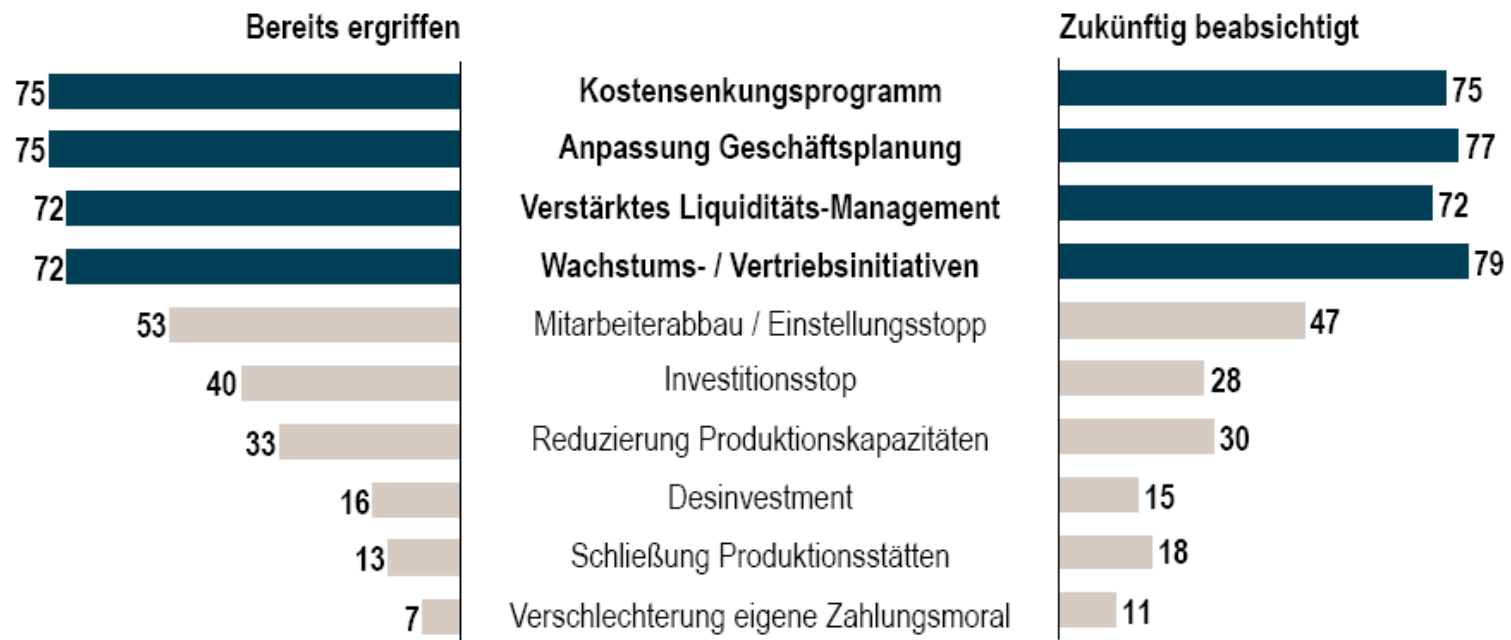 Bereits ergriffen Zukünftig beabsichtigt
75 Kostensenkungsprogramm 75
75 Anpassung Geschäftsplanung 77
72 Verstärktes Liquiditäts-Management 72
72 Wachstums- / Vertriebsinitiativen 79
53 Mitarbeiterabbau / Einstellungsstopp 47
40 Investitionsstop 28
33 Reduzierung Produktionskapazitäten 30
16 Desinvestment 15
13 Schließung Produktionsstätten 18
7 Verschlechterung eigene Zahlungsmoral 11